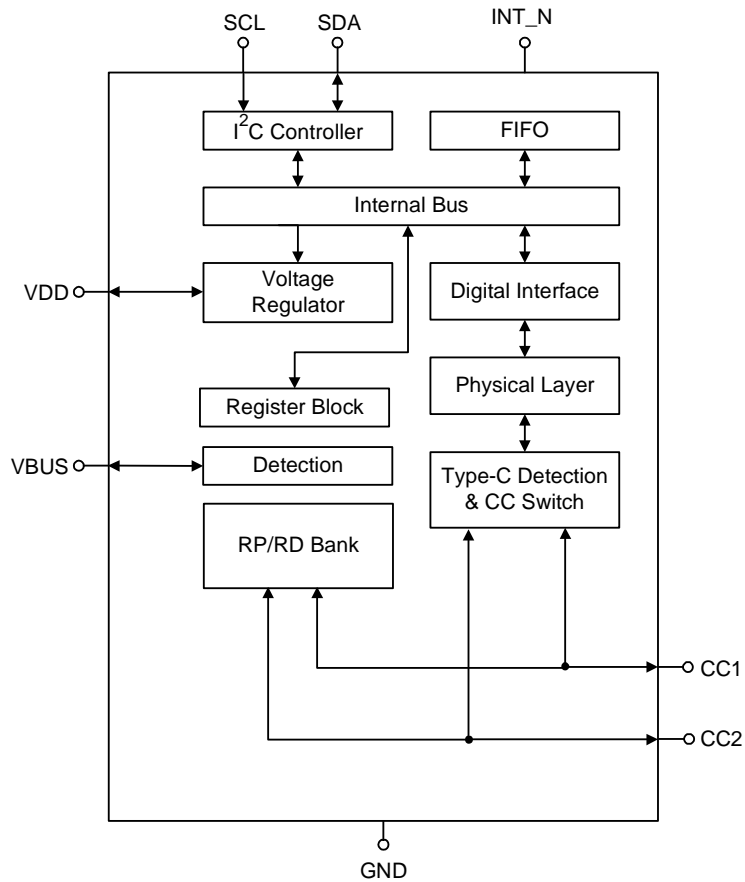 SCL
SDA
INT_N
I2C Controller
FIFO
Internal Bus
VDD
Voltage
Regulator
Digital Interface
Physical Layer
Register Block
VBUS
Detection
Type-C Detection
& CC Switch
RP/RD Bank
CC1
CC2
GND